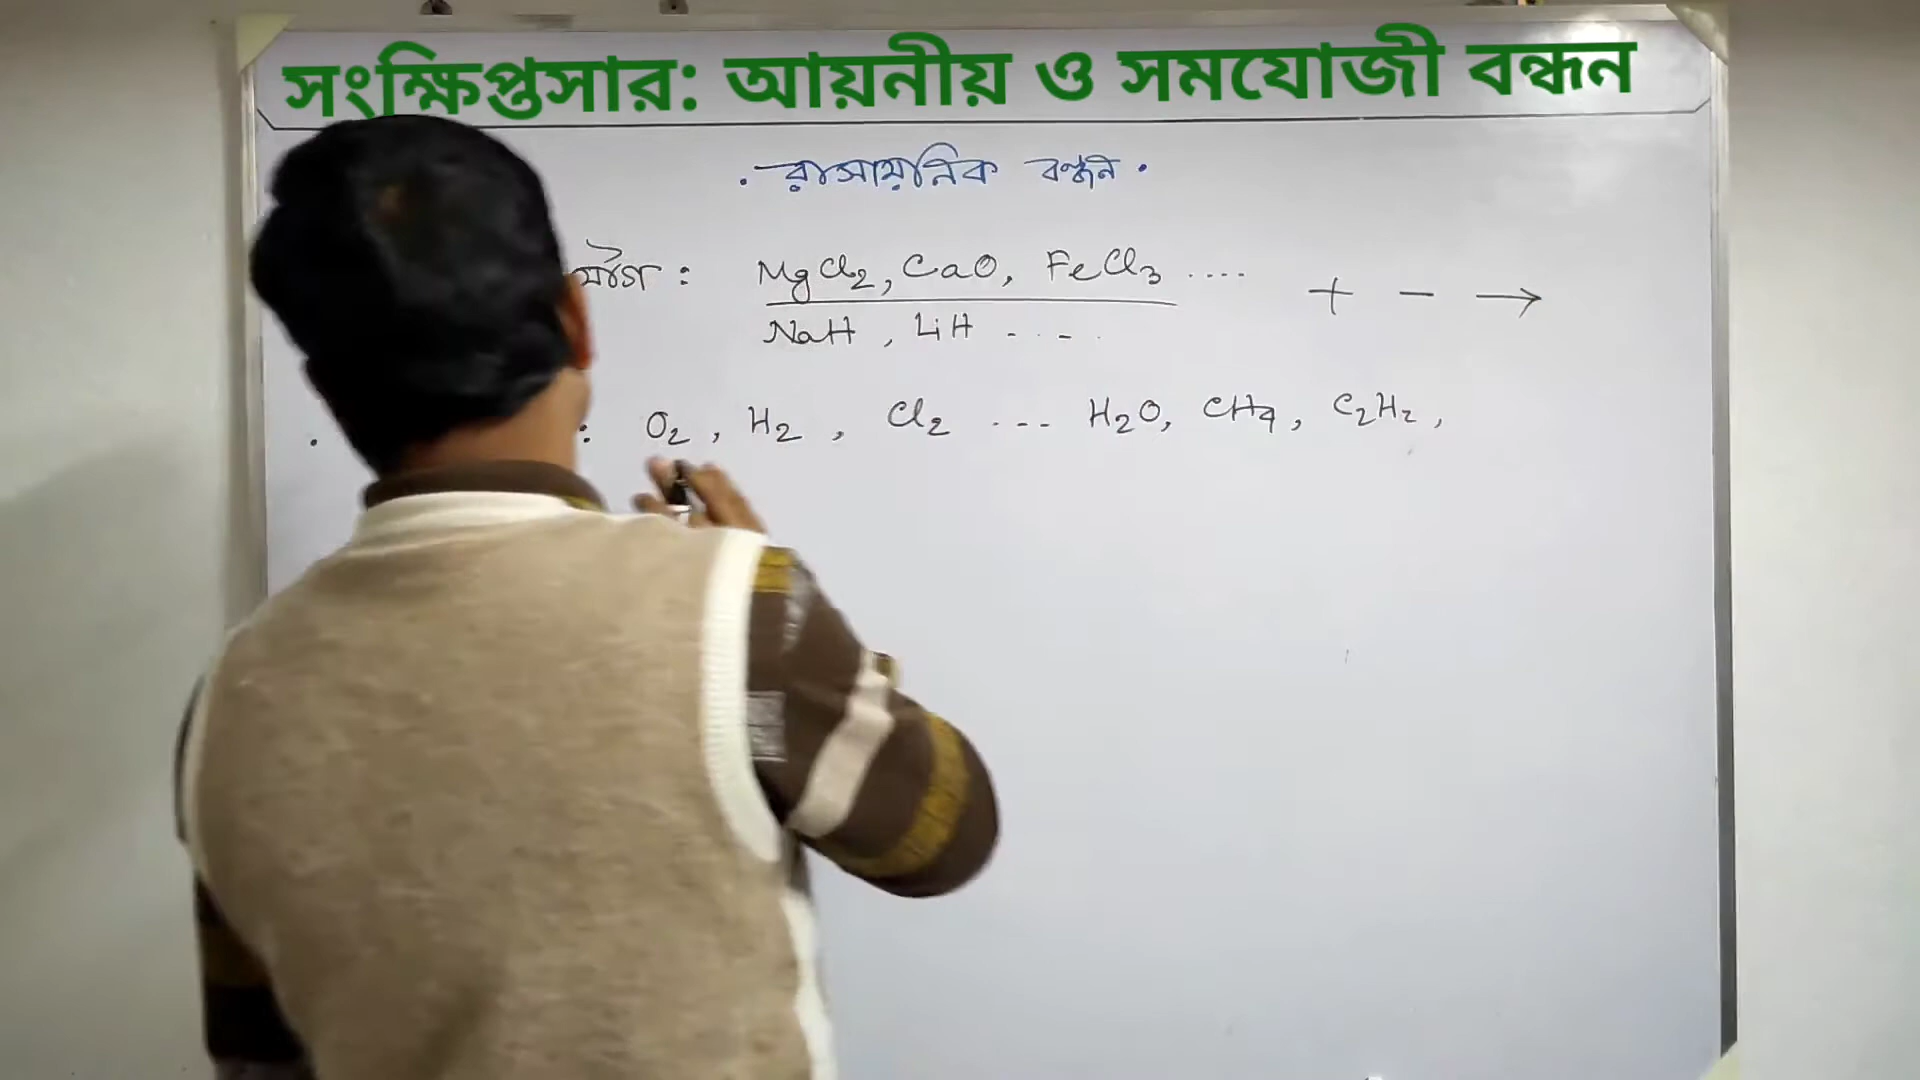 সংক্ষিপ্তসার: আয়নীয় ও সমযোজী বন্ধন
. রাসায়নিক বন্ধন .
: MgCl2, CaO, FeCl3 .... + - →
NaH , LiH - . - .
. : O2 , H2 , Cl2 ... H2O, CH4, C2H2,